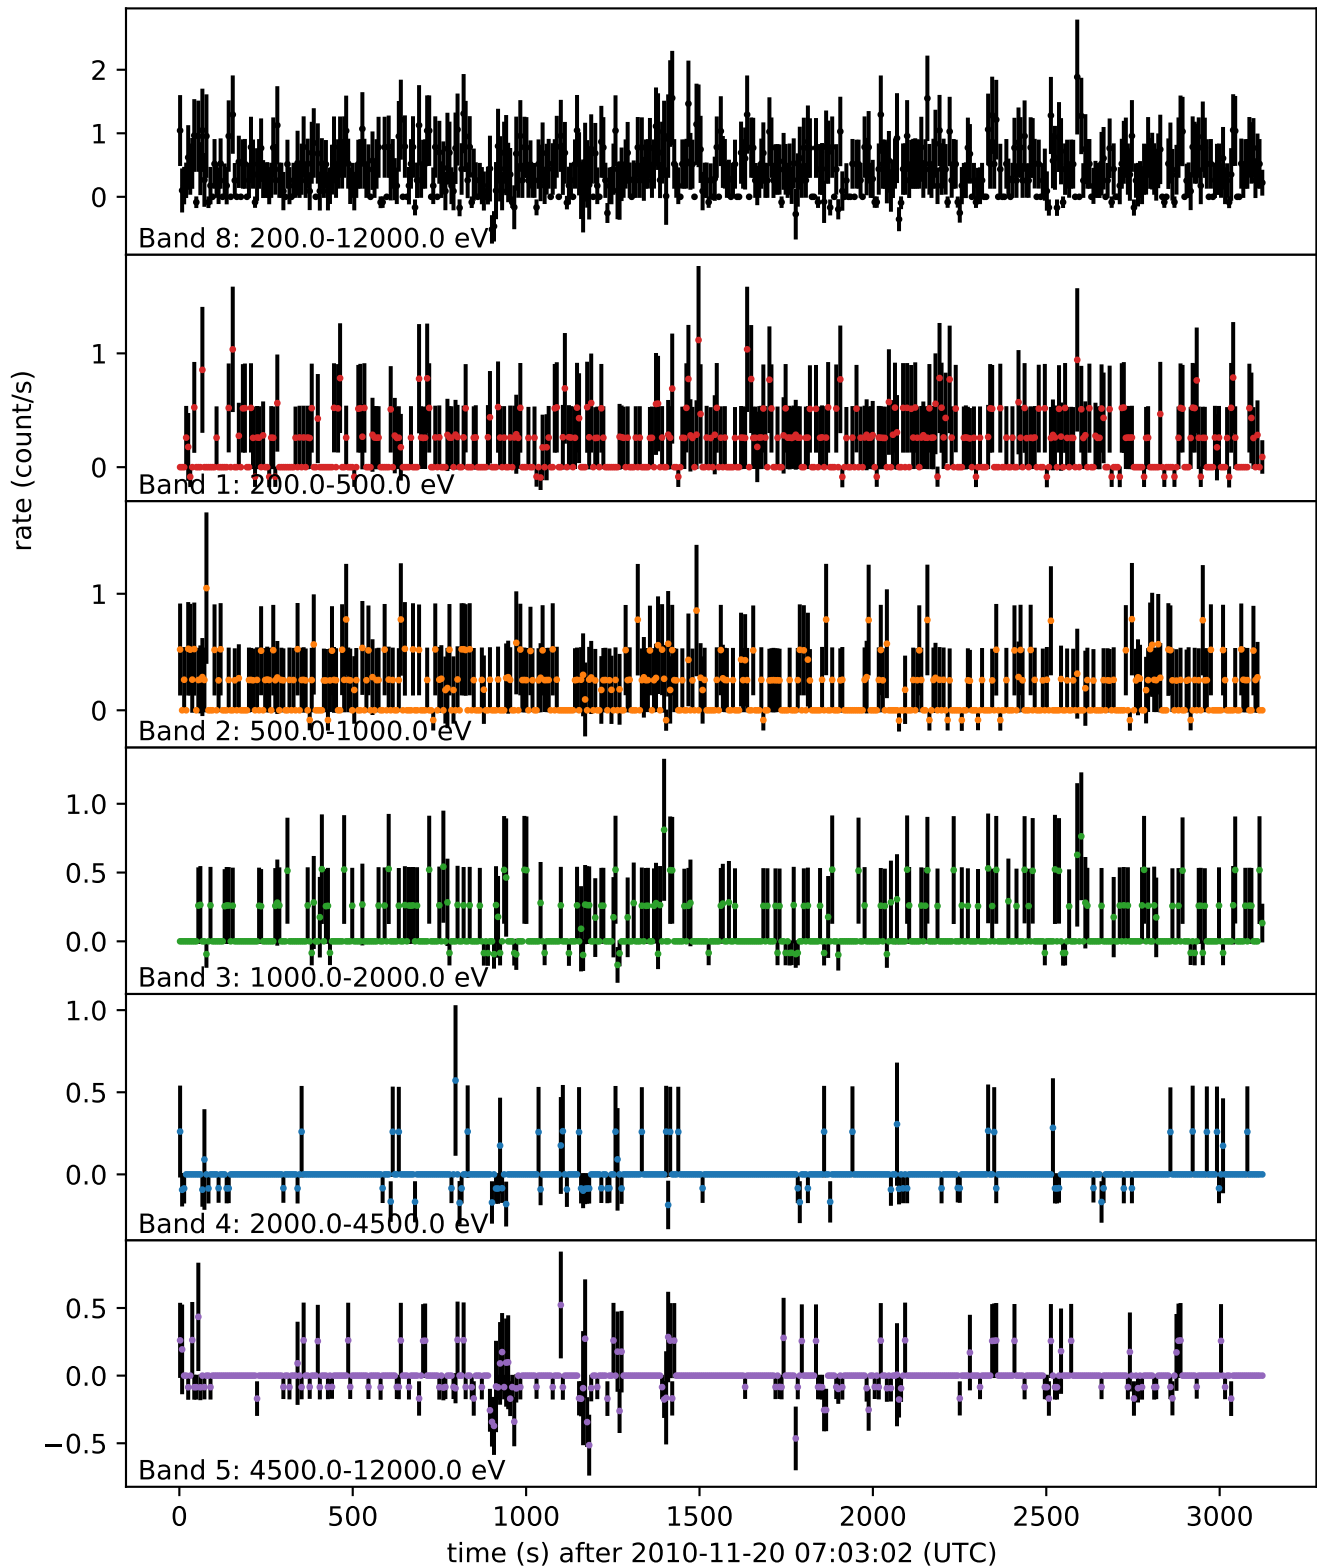 2
1
0
Band 8: 200.0-12000.0 eV
1
0
Band 1: 200.0-500.0 eV
rate (count/s)
1
0
Band 2: 500.0-1000.0 eV
1.0
0.5
0.0
Band 3: 1000.0-2000.0 eV
1.0
0.5
0.0
Band 4: 2000.0-4500.0 eV
0.5
0.0
−0.5
Band 5: 4500.0-12000.0 eV
0 500 1000 1500 2000 2500 3000
time (s) after 2010-11-20 07:03:02 (UTC)